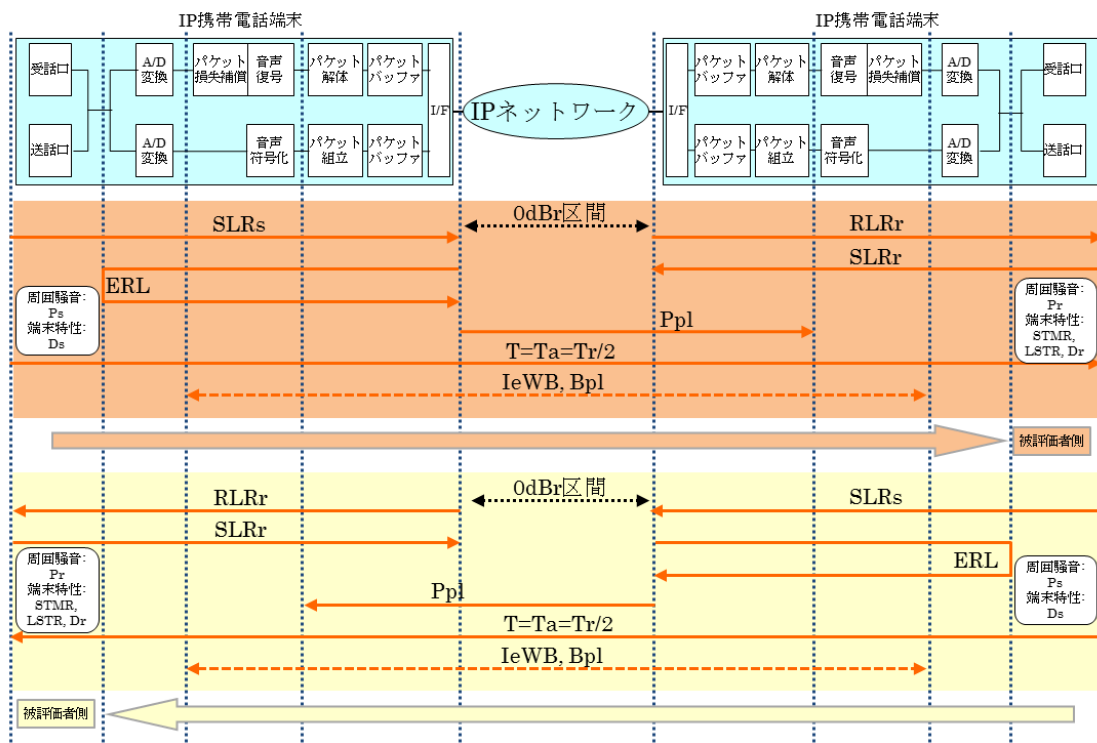 IP携帯電話端末
IP携帯電話端末
受話口
A/D
変換
パケット
損失補償
音声
復号
パケット
解体
パケット
バッファ
送話口
A/D
変換
音声
符号化
パケット
組立
パケット
バッファ
I/F
IPネットワーク
I/F
パケット
バッファ
パケット
解体
音声
復号
パケット
損失補償
A/D
変換
受話口
パケット
バッファ
パケット
組立
音声
符号化
A/D
変換
送話口
SLRs
0dBr区間
RLRr
SLRr
ERL
周囲騒音:
Ps
端末特性:
Ds
周囲騒音:
Pr
端末特性:
STMR,
LSTR, Dr
Ppl
T=Ta=Tr/2
IeWB, Bpl
被評価者側
RLRr
0dBr区間
SLRs
SLRr
ERL
周囲騒音:
Pr
端末特性:
STMR,
LSTR, Dr
周囲騒音:
Ps
端末特性:
Ds
Ppl
T=Ta=Tr/2
IeWB, Bpl
被評価者側